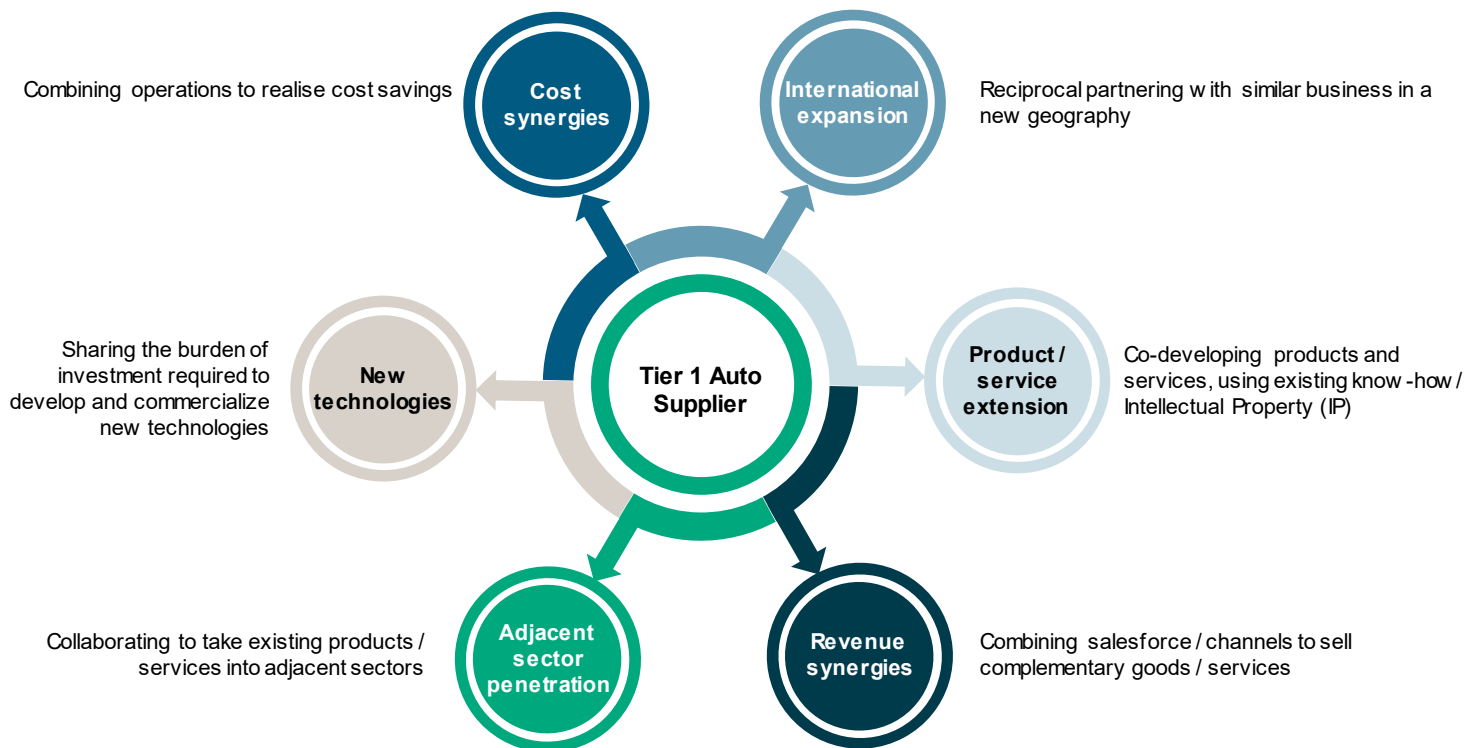 Combining operations to realise cost savings
Cost
synergies
International
expansion
Reciprocal partnering with similar business in a
new geography
Sharing the burden of
investment required to
develop and commercialize
new technologies
New
technologies
Tier 1 Auto
Supplier
Product /
service
extension
Co-developing products and
services, using existing know-how /
Intellectual Property (IP)
Collaborating to take existing products /
services into adjacent sectors
Adjacent
sector
penetration
Revenue
synergies
Combining salesforce / channels to sell
complementary goods / services